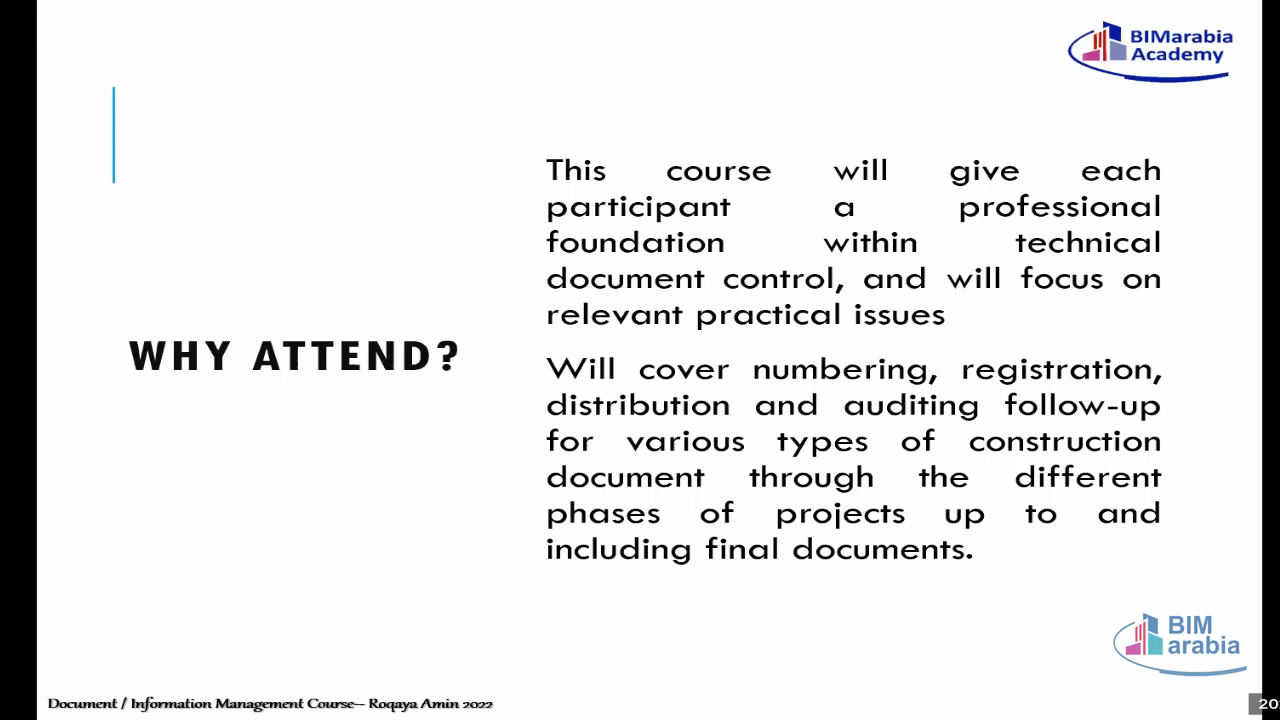 BIMarabia
Academy
This course will give each
participant a professional
foundation within technical
document control, and will focus on
relevant practical issues
WHY ATTEND?
Will cover numbering, registration,
distribution and auditing follow-up
for various types of construction
document through the different
phases of projects up to and
including final documents.
BIM
arabia
Document / Information Management Course-- Roqaya Amin 2022
20